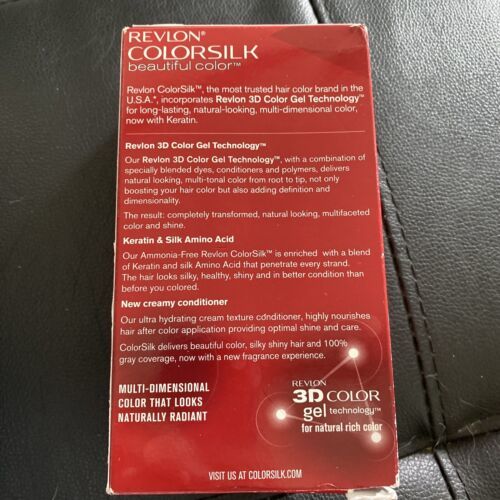 REVLON®
COLORSILK
beautiful color™
Revlon ColorSilk™, the most trusted hair color brand in the
U.S.A.*, incorporates Revlon 3D Color Gel Technology™
for long-lasting, natural-looking, multi-dimensional color,
now with Keratin.
Revlon 3D Color Gel Technology™
Our Revlon 3D Color Gel Technology™, with a combination of
specially blended dyes, conditioners and polymers, delivers
natural looking, multi-tonal color from root to tip, not only
boosting your hair color but also adding definition and
dimensionality.
The result: completely transformed, natural looking, multifaceted
color and shine.
Keratin & Silk Amino Acid
Our Ammonia-Free Revlon ColorSilk™ is enriched with a blend
of Keratin and silk Amino Acid that penetrate every strand.
The hair looks silky, healthy, shiny and in better condition than
before you colored.
New creamy conditioner
Our ultra hydrating cream texture conditioner, highly nourishes
hair after color application providing optimal shine and care.
ColorSilk delivers beautiful color, silky shiny hair and 100%
gray coverage, now with a new fragrance experience.
MULTI-DIMENSIONAL
COLOR THAT LOOKS
NATURALLY RADIANT
REVLON
3D COLOR
gel technology™
for natural rich color
VISIT US AT COLORSILK.COM